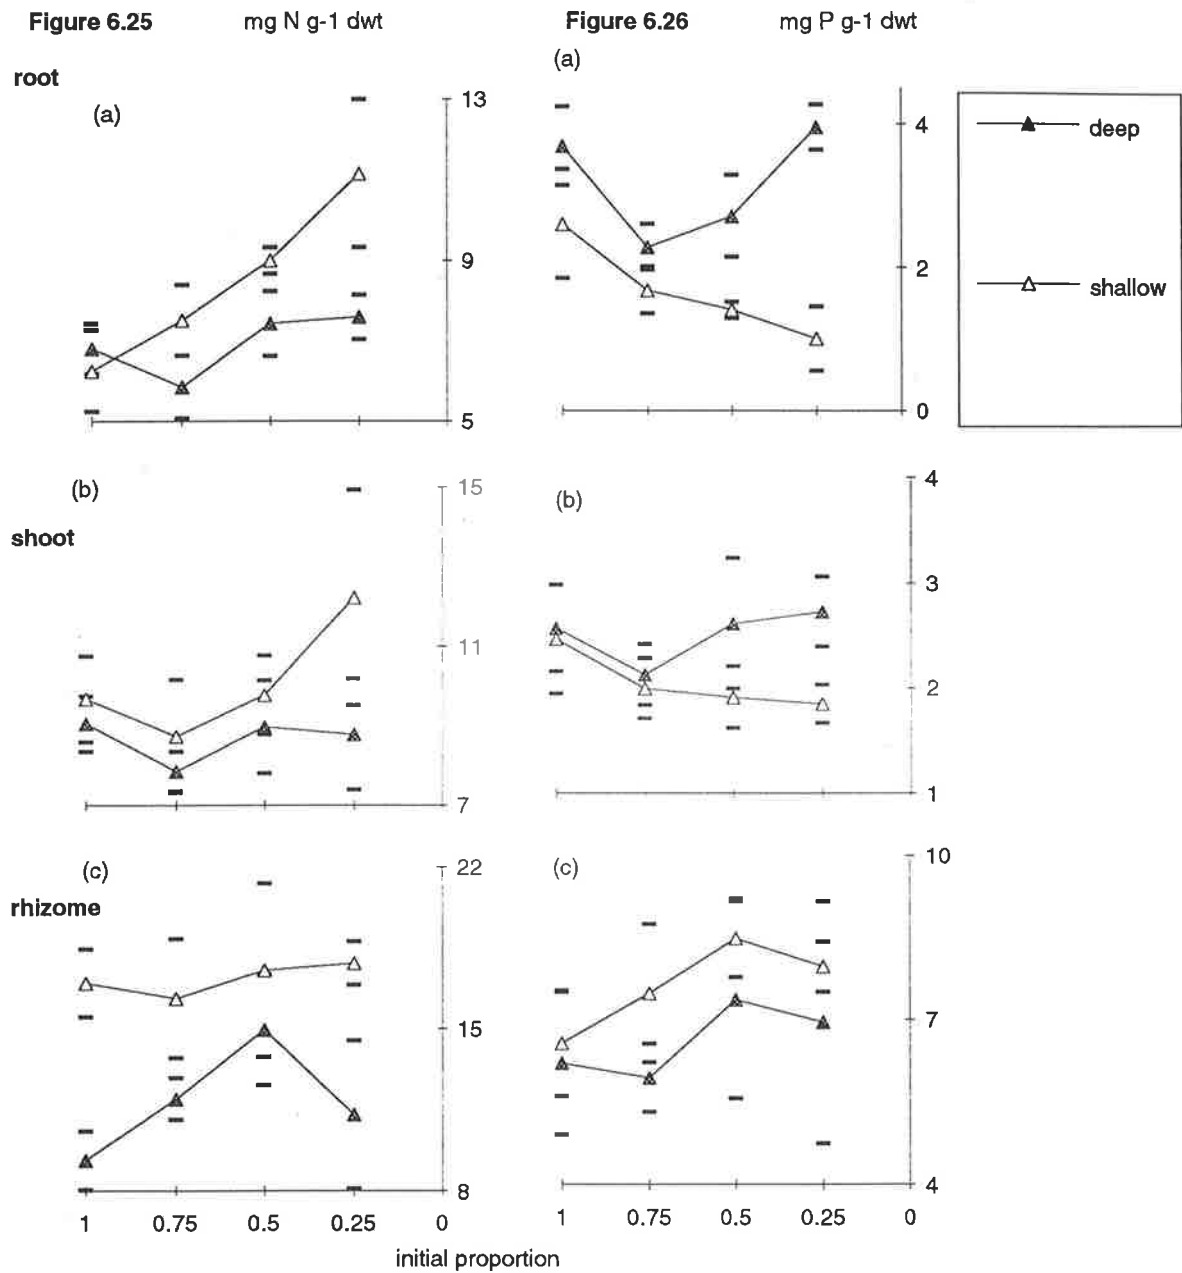 Figure 6.25 mg N g-1 dwt Figure 6.26 mg P g-1 dwt
root
(a)
13
9
5
(a)
4
2
0
deep
shallow
shoot
(b)
15
11
7
(b)
4
3
2
1
rhizome
(c)
22
15
8
(c)
10
7
4
1 0.75 0.5 0.25 0 1 0.75 0.5 0.25 0
initial proportion